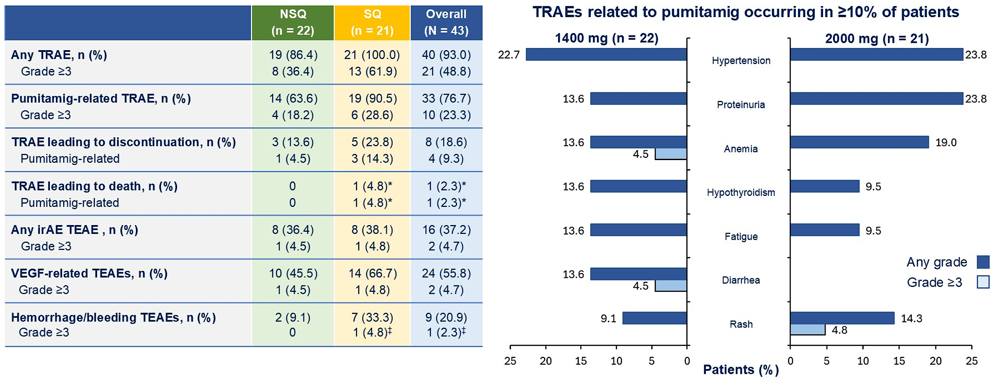 NSQ SQ Overall
(n = 22) (n = 21) (N = 43)
Any TRAE, n (%) 19 (86.4) 21 (100.0) 40 (93.0)
Grade ≥3 8 (36.4) 13 (61.9) 21 (48.8)
Pumitamig-related TRAE, n (%) 14 (63.6) 19 (90.5) 33 (76.7)
Grade ≥3 4 (18.2) 6 (28.6) 10 (23.3)
TRAE leading to discontinuation, n (%) 3 (13.6) 5 (23.8) 8 (18.6)
Pumitamig-related 1 (4.5) 3 (14.3) 4 (9.3)
TRAE leading to death, n (%) 0 1 (4.8)* 1 (2.3)*
Pumitamig-related 0 1 (4.8)* 1 (2.3)*
Any irAE TEAE , n (%) 8 (36.4) 8 (38.1) 16 (37.2)
Grade ≥3 1 (4.5) 1 (4.8) 2 (4.7)
VEGF-related TEAEs, n (%) 10 (45.5) 14 (66.7) 24 (55.8)
Grade ≥3 1 (4.5) 1 (4.8) 2 (4.7)
Hemorrhage/bleeding TEAEs, n (%) 2 (9.1) 7 (33.3) 9 (20.9)
Grade ≥3 0 1 (4.8)‡ 1 (2.3)‡
TRAEs related to pumitamig occurring in ≥10% of patients
1400 mg (n = 22) 2000 mg (n = 21)
22.7 Hypertension 23.8
13.6 Proteinuria 23.8
13.6 Anemia 19.0
4.5
13.6 Hypothyroidism 9.5
13.6 Fatigue 9.5
Any grade
13.6 Diarrhea
Grade ≥3
4.5
9.1 Rash 14.3
4.8
25 20 15 10 5 0 0 5 10 15 20 25
Patients (%)